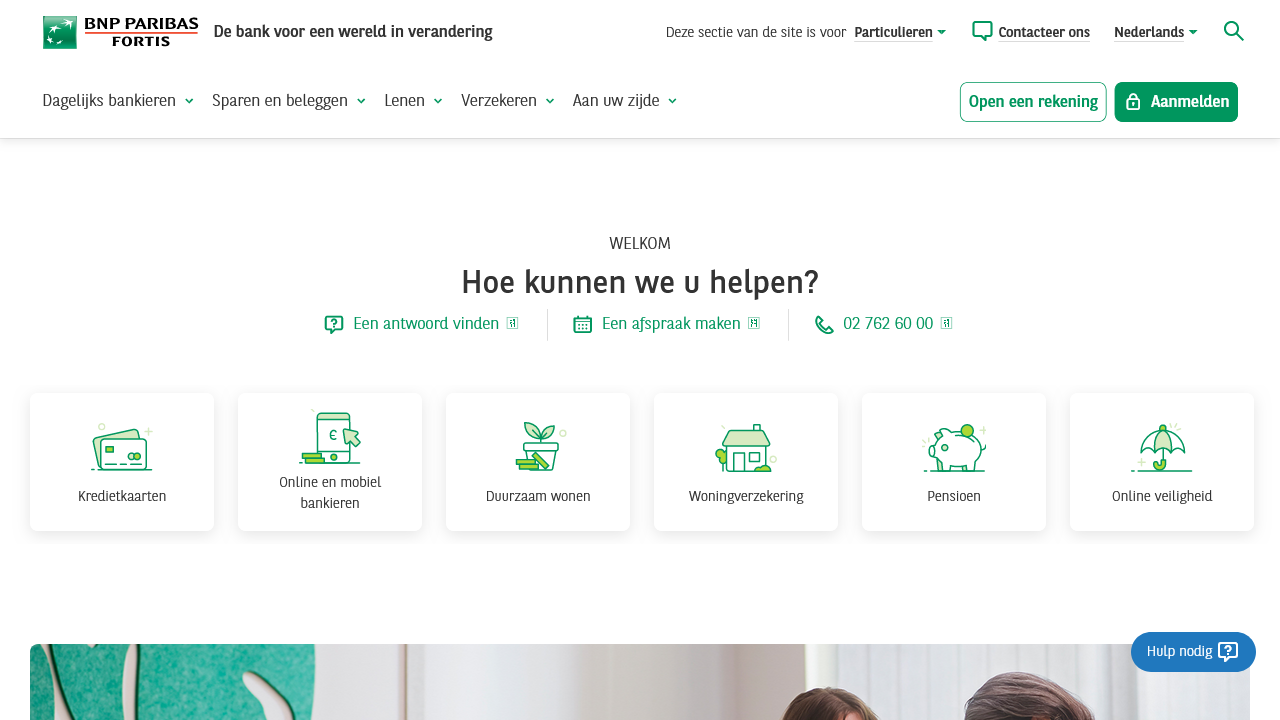 BNP PARIBAS
FORTIS
De bank voor een wereld in verandering
Deze sectie van de site is voor Particulieren
Contacteer ons
Nederlands
Dagelijks bankieren
Sparen en beleggen
Lenen
Verzekeren
Aan uw zijde
Open een rekening
Aanmelden
WELKOM
Hoe kunnen we u helpen?
Een antwoord vinden
Een afspraak maken
02 762 60 00
Kredietkaarten
Online en mobiel
bankieren
Duurzaam wonen
Woningverzekering
Pensioen
Online veiligheid
Hulp nodig